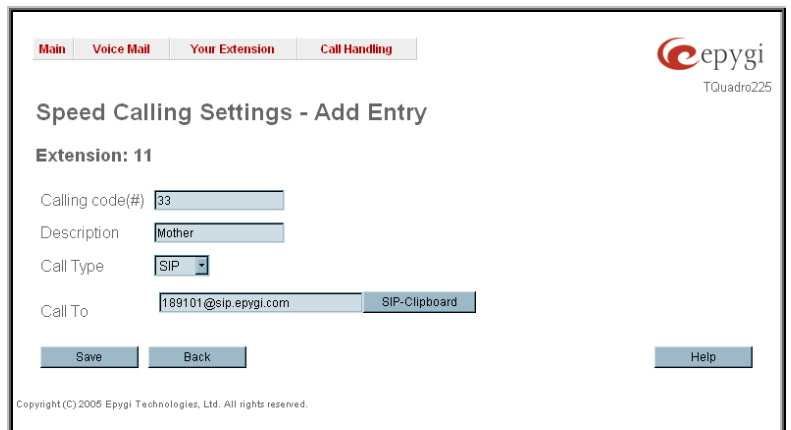 Main Voice Mail Your Extension Call Handling
epygi
TQuadro225
Speed Calling Settings - Add Entry
Extension: 11
Calling code(#) 33
Description Mother
Call Type SIP
Call To 189101@sip.epygi.com SIP-Clipboard
Save Back Help
Copyright (C) 2005 Epygi Technologies, Ltd. All rights reserved.